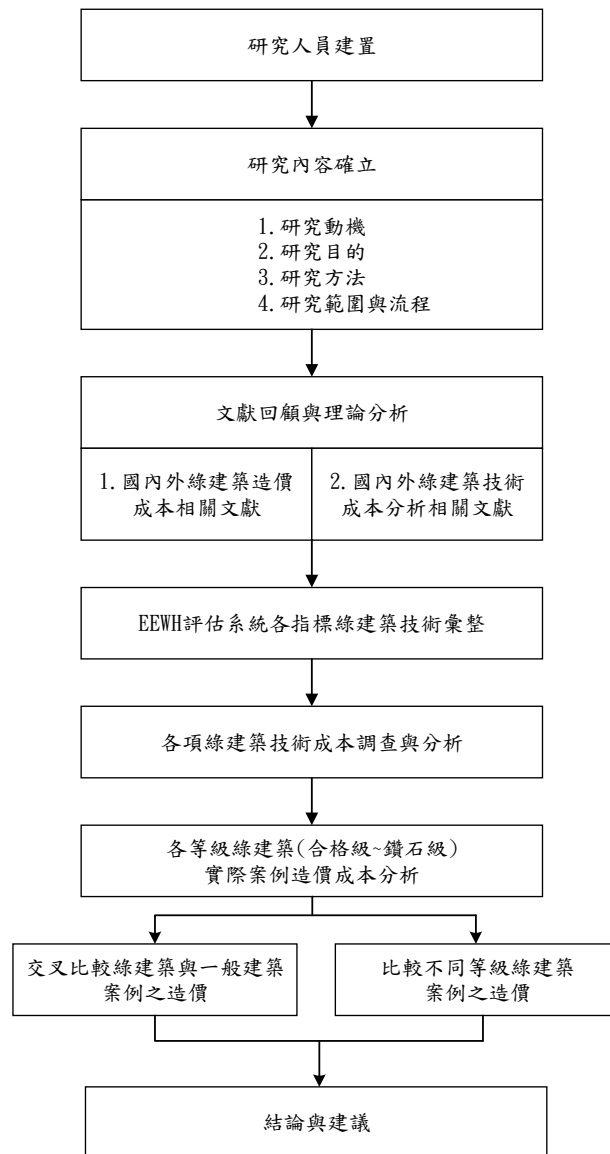 研究人員建置
研究內容確立
1.研究動機
2.研究目的
3.研究方法
4.研究範圍與流程
文獻回顧與理論分析
1.國內外綠建築造價
成本相關文獻
2.國內外綠建築技術
成本分析相關文獻
EEWH評估系統各指標綠建築技術彙整
各項綠建築技術成本調查與分析
各等級綠建築(合格級~鑽石級)
實際案例造價成本分析
交叉比較綠建築與一般建築
案例之造價
比較不同等級綠建築
案例之造價
結論與建議